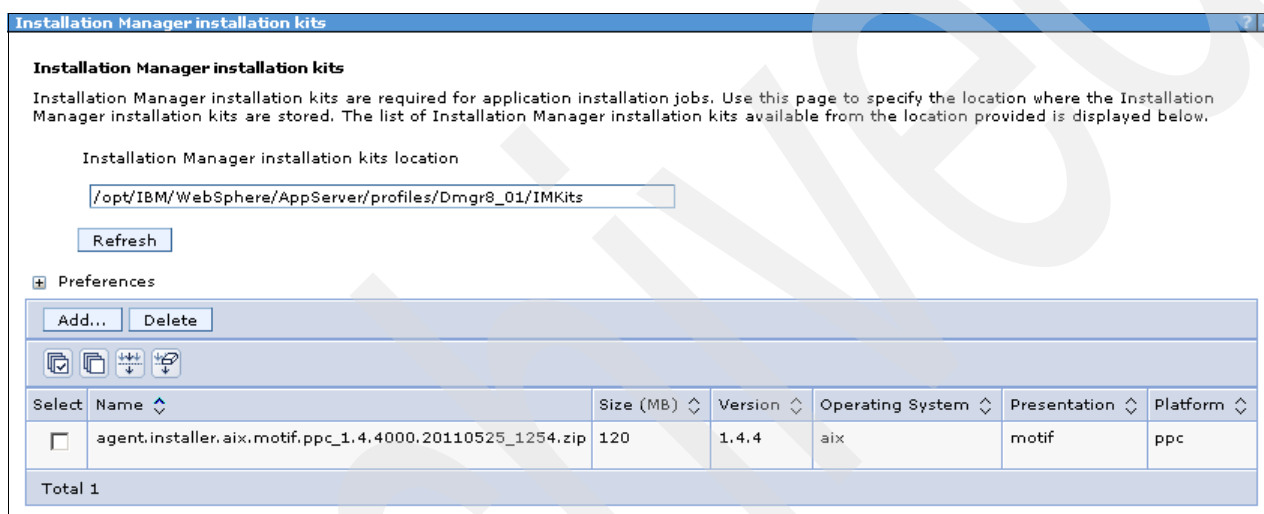 Installation Manager installation kits ?
Installation Manager installation kits
Installation Manager installation kits are required for application installation jobs. Use this page to specify the location where the Installation
Manager installation kits are stored. The list of Installation Manager installation kits available from the location provided is displayed below.
Installation Manager installation kits location
/opt/IBM/WebSphere/AppServer/profiles/Dmgr8_01/IMKits
Refresh
Preferences
Add... Delete
Select Name Size (MB) Version Operating System Presentation Platform
agent.installer.aix.motif.ppc_1.4.4000.20110525_1254.zip 120 1.4.4 aix motif ppc
Total 1